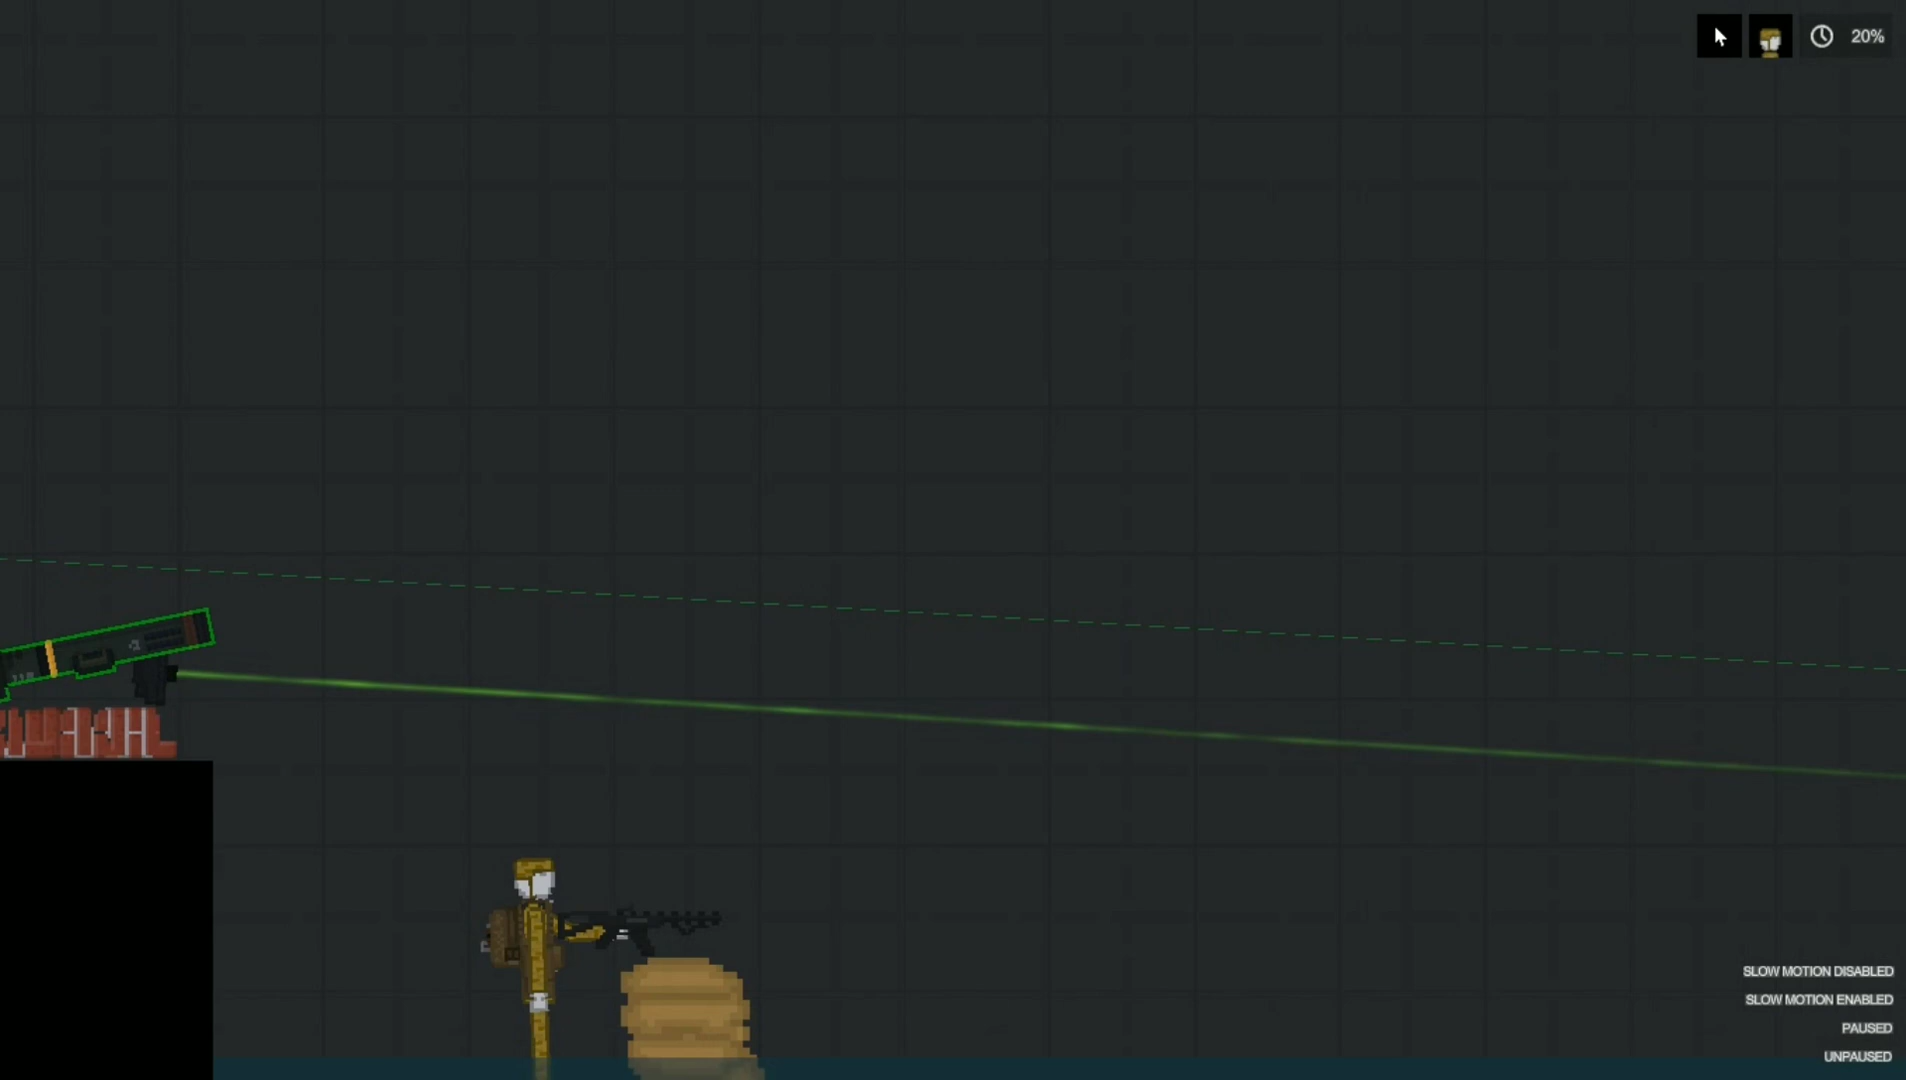 20%
SLOW MOTION DISABLED
SLOW MOTION ENABLED
PAUSED
UNPAUSED